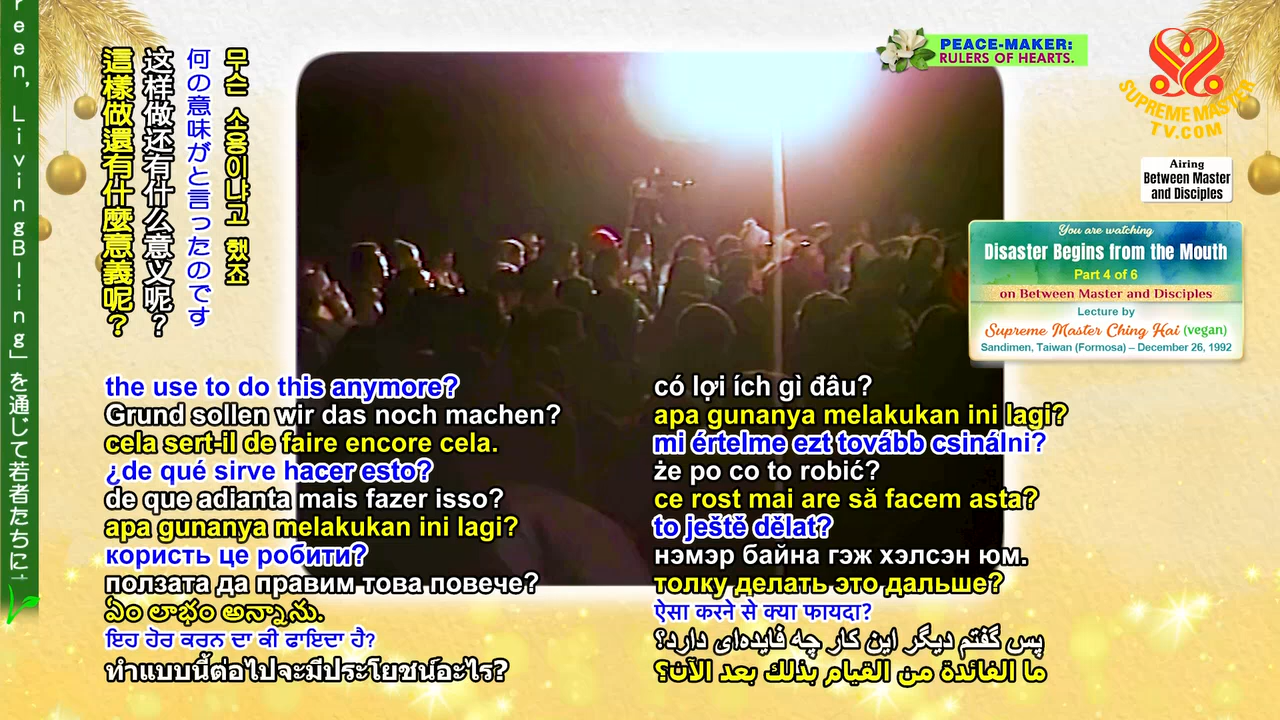 reen, LivingBling」を通じて若者たちに
這樣做還有什麼意義呢？
这样做还有什么意义呢？
何の意味がと言ったのです
무슨 소용이냐고 했죠
PEACE-MAKER:
RULERS OF HEARTS.
SUPREME MASTER
TV.COM
Airing
Between Master
and Disciples
You are watching
Disaster Begins from the Mouth
Part 4 of 6
on Between Master and Disciples
Lecture by
Supreme Master Ching Hai (vegan)
Sandimen, Taiwan (Formosa) – December 26, 1992
the use to do this anymore?
Grund sollen wir das noch machen?
cela sert-il de faire encore cela.
¿de qué sirve hacer esto?
de que adianta mais fazer isso?
apa gunanya melakukan ini lagi?
користь це робити?
ползата да правим това повече?
ఏం లాభం అన్నాను.
ਇਹ ਹੋਰ ਕਰਨ ਦਾ ਕੀ ਫਾਇਦਾ ਹੈ?
ทำแบบนี้ต่อไปจะมีประโยชน์อะไร?
có lợi ích gì đâu?
apa gunanya melakukan ini lagi?
mi értelme ezt tovább csinálni?
że po co to robić?
ce rost mai are să facem asta?
to ještě dělat?
нэмэр байна гэж хэлсэн юм.
толку делать это дальше?
ऐसा करने से क्या फायदा?
پس گفتم دیگر این کار چه فایده‌ای دارد؟
ما الفائدة من القيام بذلك بعد الآن؟